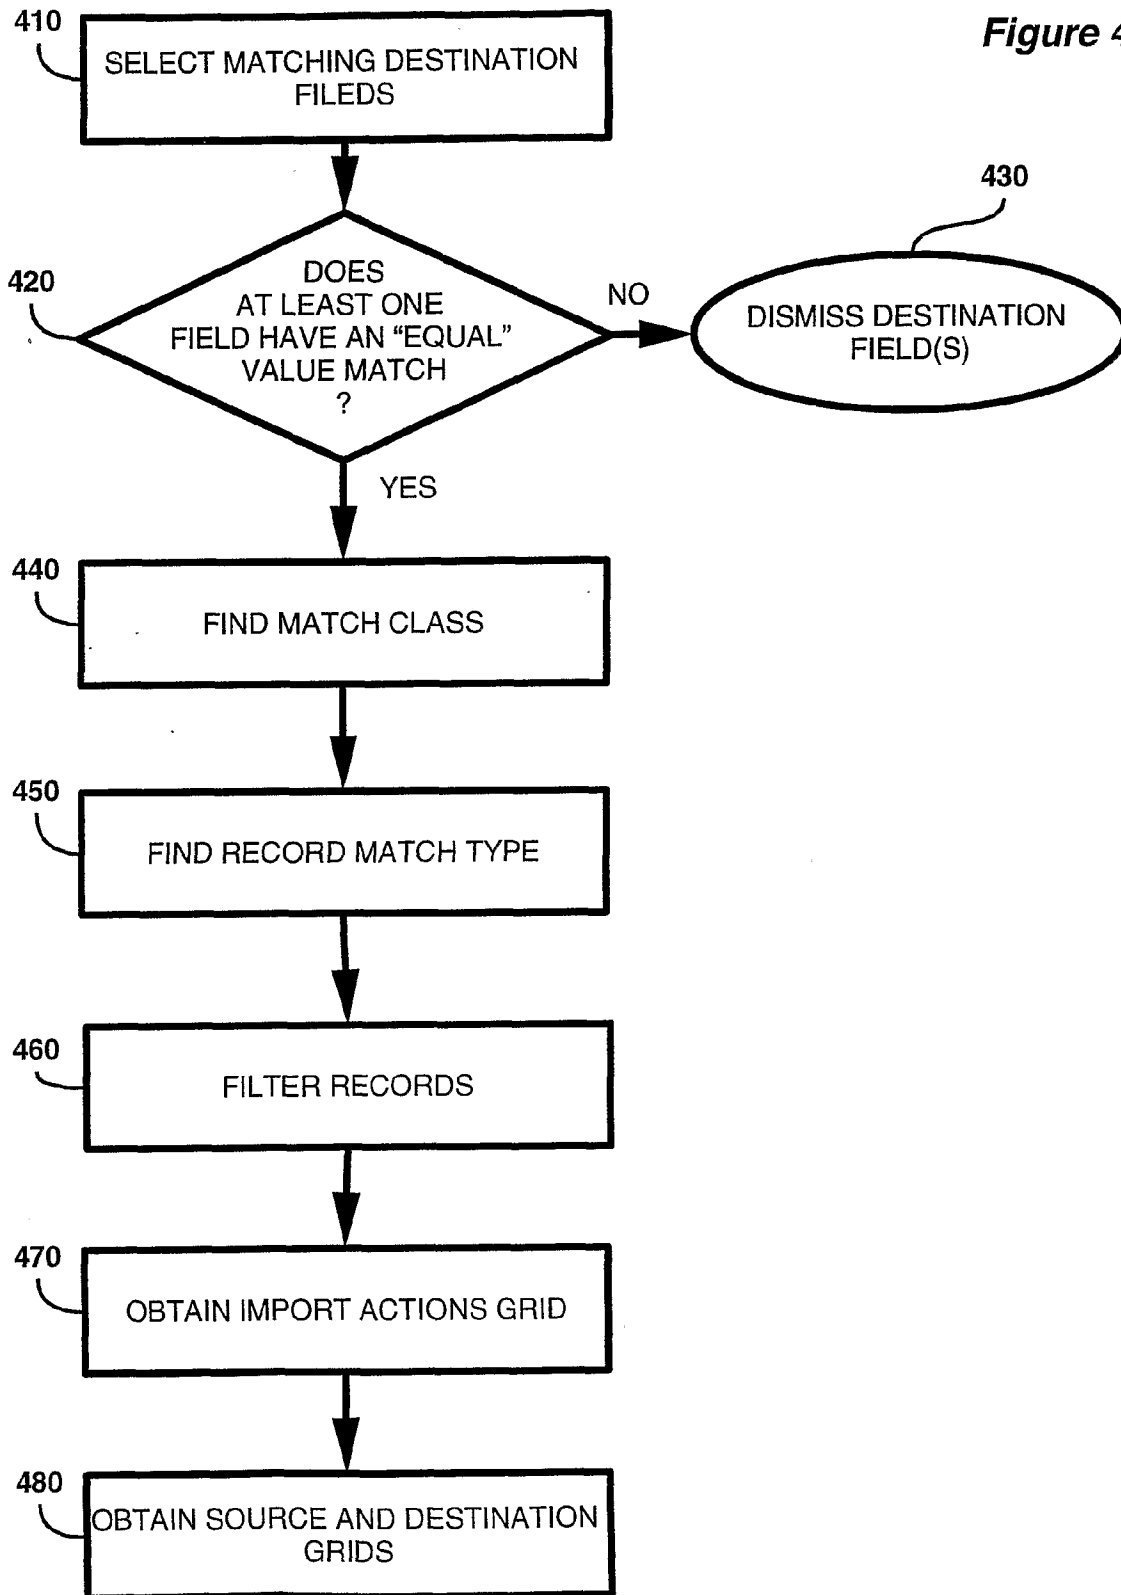 Figure 4
410
SELECT MATCHING DESTINATION
FILEDS
420
DOES
AT LEAST ONE
FIELD HAVE AN “EQUAL”
VALUE MATCH
?
NO
430
DISMISS DESTINATION
FIELD(S)
YES
440
FIND MATCH CLASS
450
FIND RECORD MATCH TYPE
460
FILTER RECORDS
470
OBTAIN IMPORT ACTIONS GRID
480
OBTAIN SOURCE AND DESTINATION
GRIDS